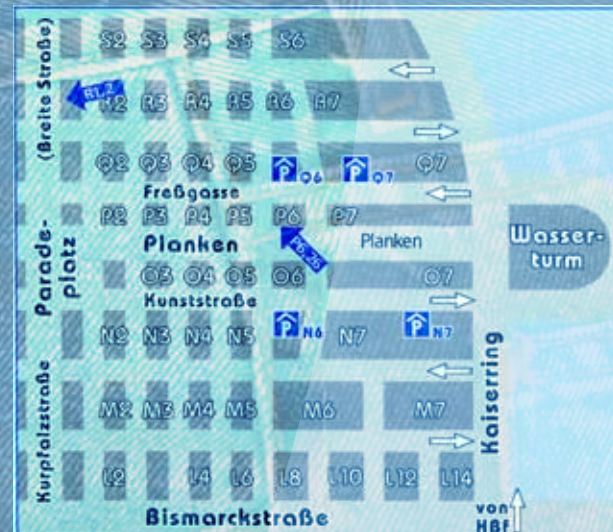 (Breite Straße)
S2 S3 S4 S5 S6
R1,2
R2 R3 R4 R5 R6 R7
Q2 Q3 Q4 Q5 Q7
P Q6 P Q7
Freßgasse
P2 P3 P4 P5 P6 P7
Parade-
platz
Planken
P6, 26
Planken
Wasser-
turm
O3 O4 O5 O6 O7
Kunststraße
N2 N3 N4 N5 P N6 N7 P N7
Kurpfalzstraße
Kaiserring
M2 M3 M4 M5 M6 M7
L2 L4 L6 L8 L10 L12 L14
Bismarckstraße
von
HBf